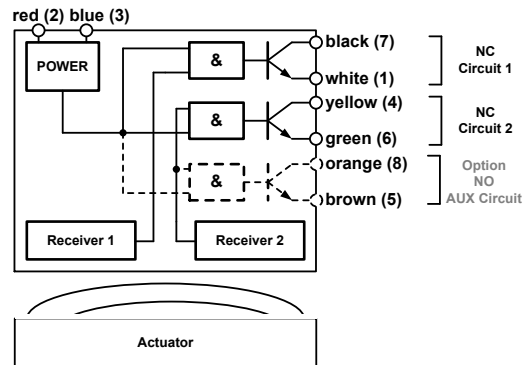 red (2) blue (3)
POWER
&
black (7)
white (1)
NC
Circuit 1
&
yellow (4)
green (6)
NC
Circuit 2
&
orange (8)
brown (5)
Option
NO
AUX Circuit
Receiver 1
Receiver 2
Actuator